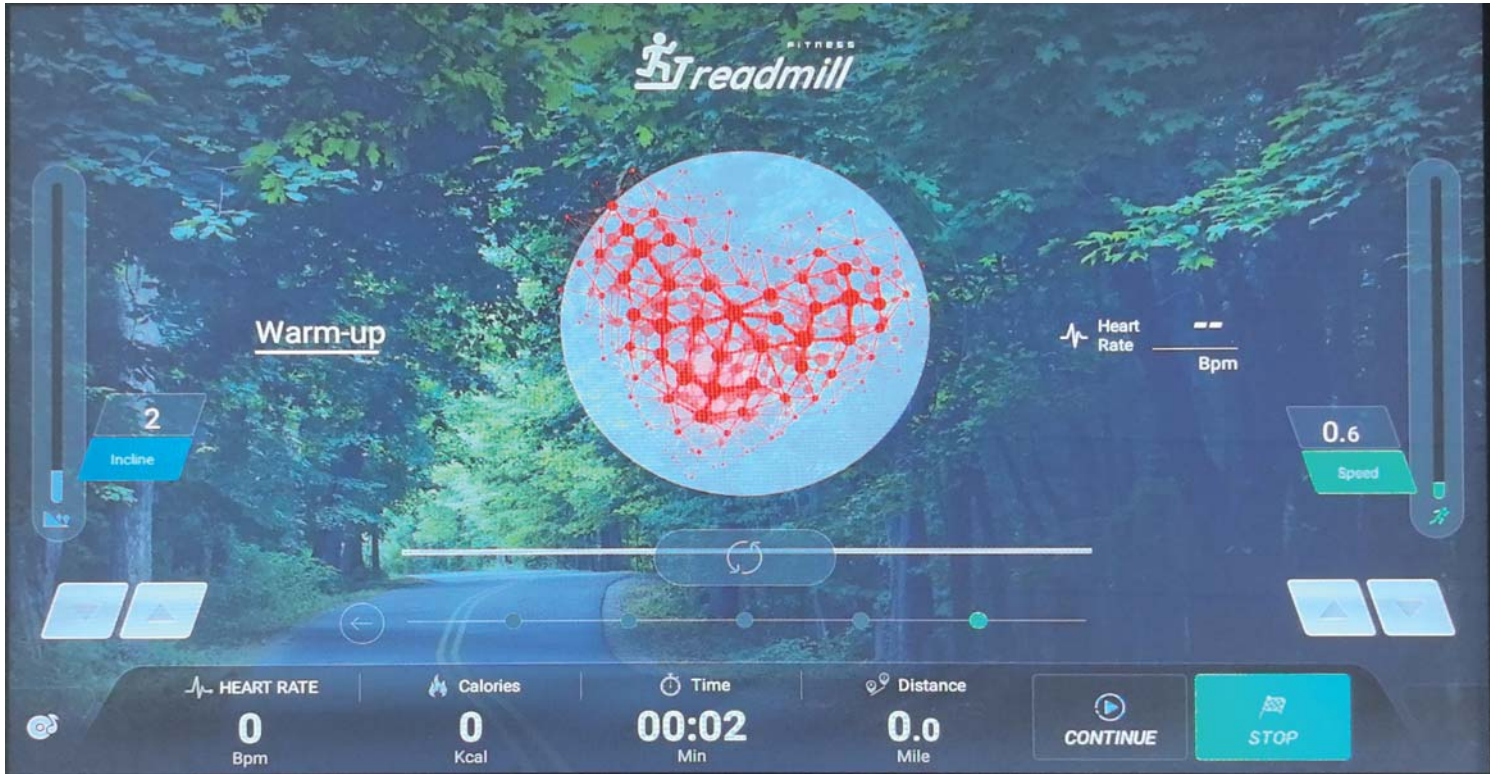 FITNESS
Treadmill
Warm-up
Heart Rate
--
Bpm
2
Incline
0.6
Speed
HEART RATE
0
Bpm
Calories
0
Kcal
Time
00:02
Min
Distance
0.0
Mile
CONTINUE
STOP